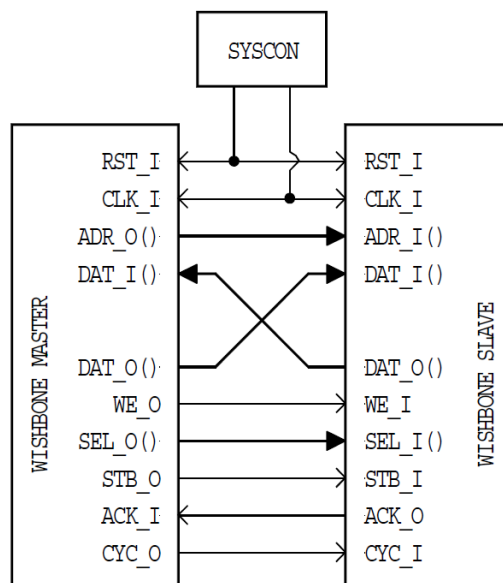 SYSCON
WISHBONE MASTER
RST_I
CLK_I
ADR_O()
DAT_I()
DAT_O()
WE_O
SEL_O()
STB_O
ACK_I
CYC_O
RST_I
CLK_I
ADR_I()
DAT_I()
DAT_O()
WE_I
SEL_I()
STB_I
ACK_O
CYC_I
WISHBONE SLAVE